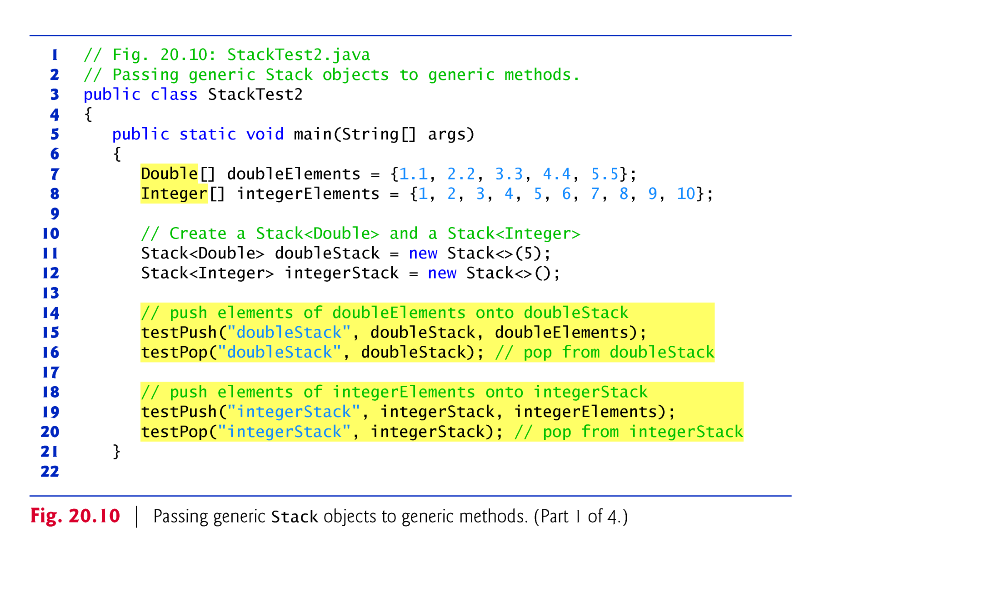 1 // Fig. 20.10: StackTest2.java
2 // Passing generic Stack objects to generic methods.
3 public class StackTest2
4 {
5 public static void main(String[] args)
6 {
7 Double[] doubleElements = {1.1, 2.2, 3.3, 4.4, 5.5};
8 Integer[] integerElements = {1, 2, 3, 4, 5, 6, 7, 8, 9, 10};
9
10 // Create a Stack<Double> and a Stack<Integer>
11 Stack<Double> doubleStack = new Stack<>(5);
12 Stack<Integer> integerStack = new Stack<>();
13
14 // push elements of doubleElements onto doubleStack
15 testPush("doubleStack", doubleStack, doubleElements);
16 testPop("doubleStack", doubleStack); // pop from doubleStack
17
18 // push elements of integerElements onto integerStack
19 testPush("integerStack", integerStack, integerElements);
20 testPop("integerStack", integerStack); // pop from integerStack
21 }
22
Fig. 20.10 | Passing generic Stack objects to generic methods. (Part 1 of 4.)